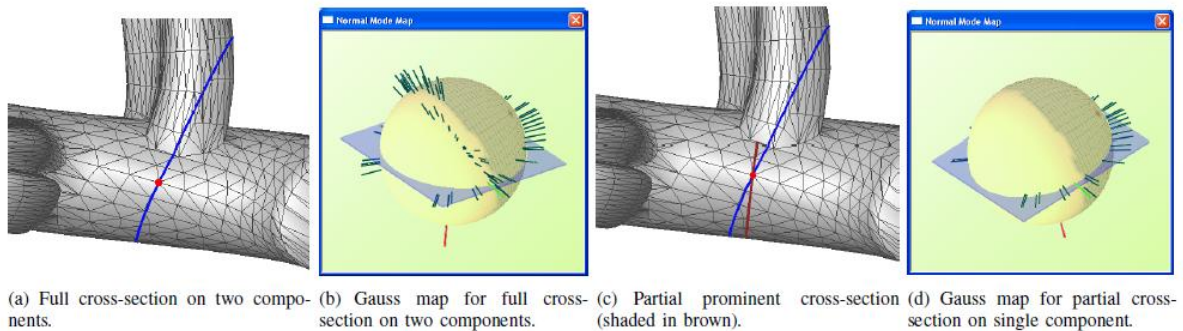 Normal Mode Map
Normal Mode Map
(a) Full cross-section on two compo-
nents.
(b) Gauss map for full cross-
section on two components.
(c) Partial prominent cross-section
(shaded in brown).
(d) Gauss map for partial cross-
section on single component.